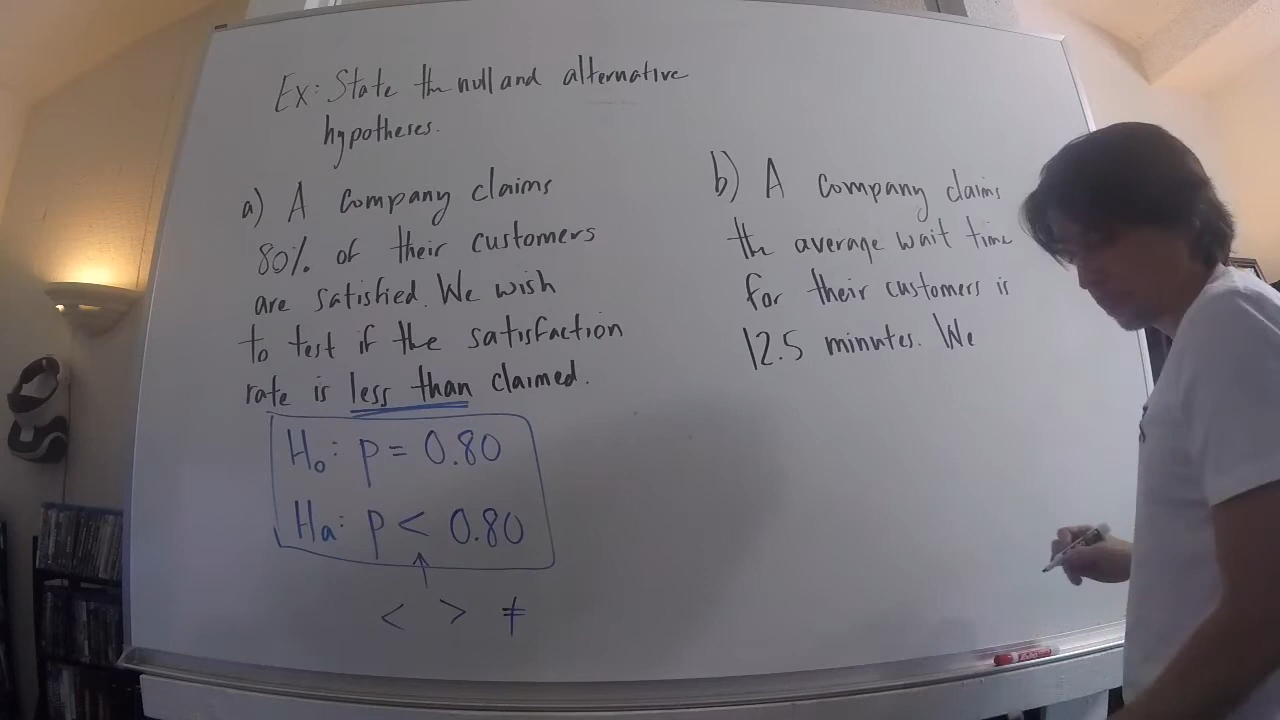 Ex: State the null and alternative
hypotheses.
a) A company claims
80% of their customers
are satisfied. We wish
to test if the satisfaction
rate is less than claimed.
H₀: p = 0.80
Ha: p < 0.80
< > ≠
b) A company claims
the average wait time
for their customers is
12.5 minutes. We